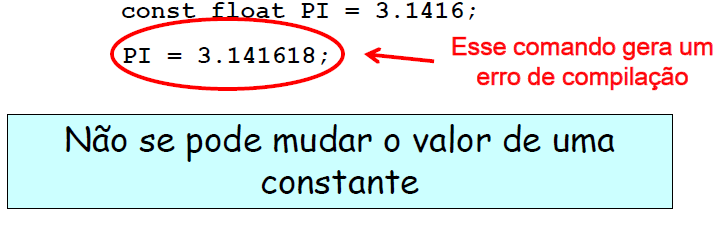 const float PI = 3.1416;
PI = 3.141618;
Esse comando gera um
erro de compilação
Não se pode mudar o valor de uma
constante